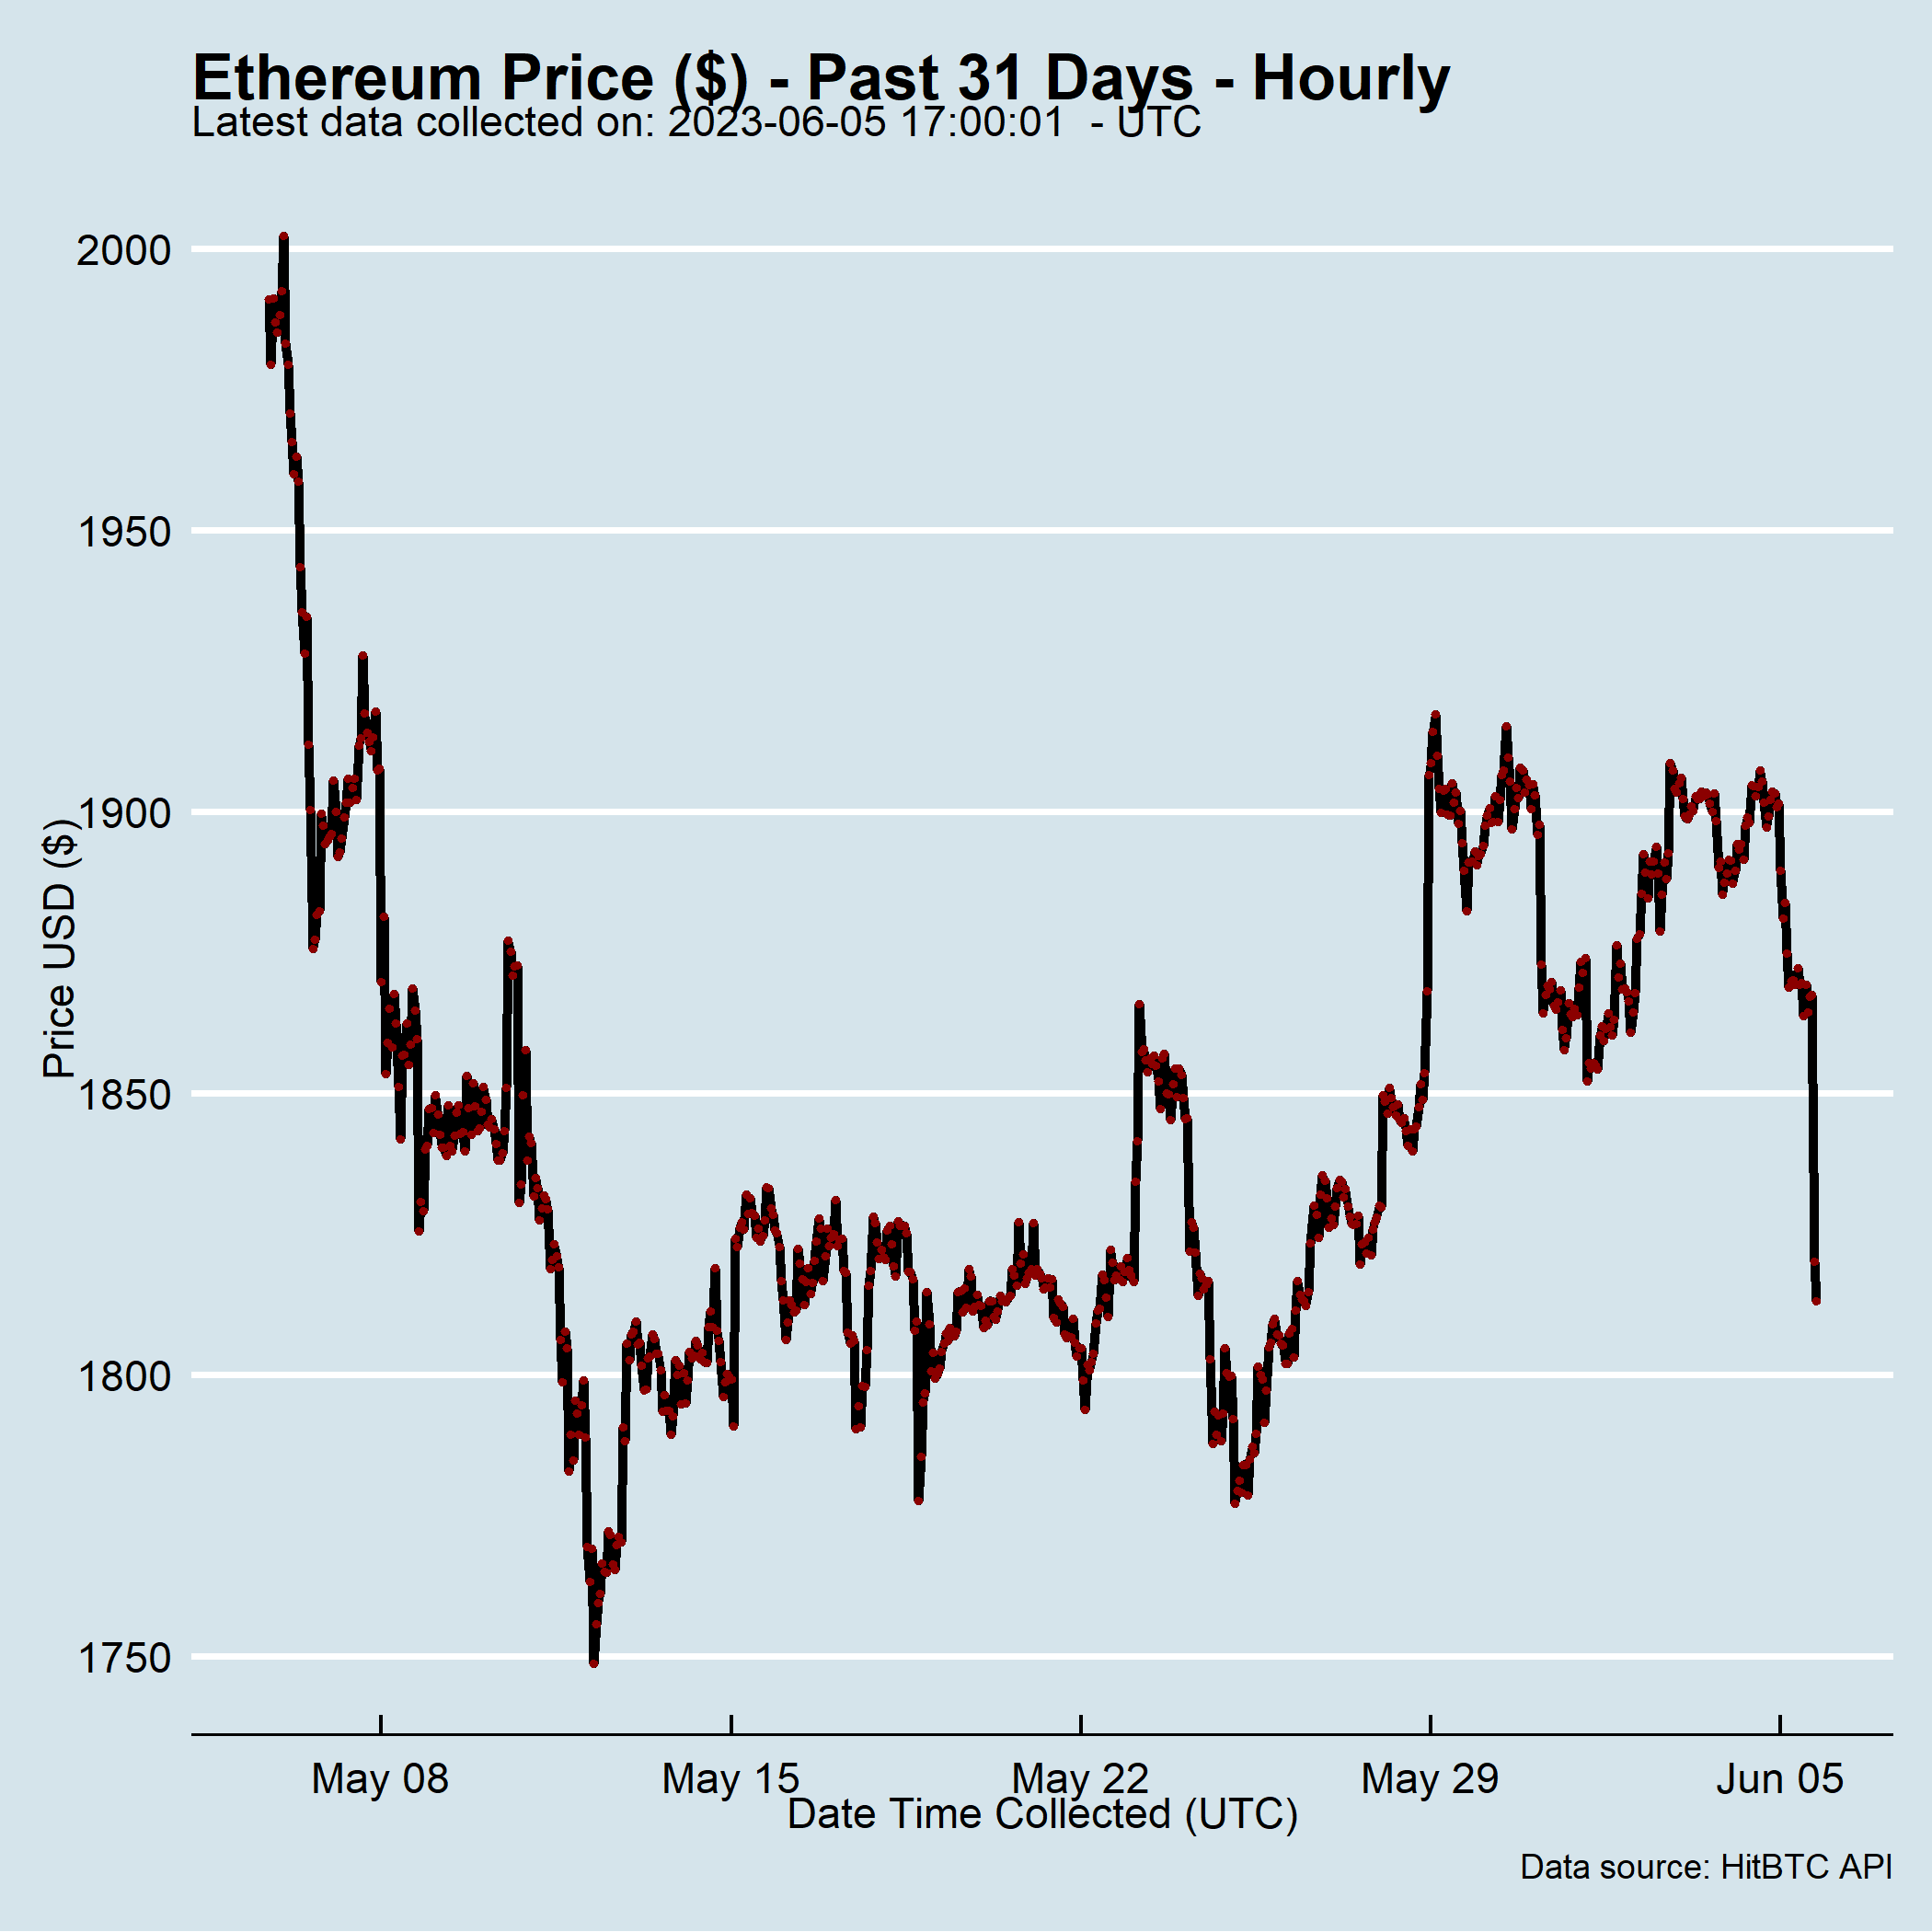 Ethereum Price ($) - Past 31 Days - Hourly
Latest data collected on: 2023-06-05 17:00:01  - UTC
2000
1950
1900
1850
1800
1750
Price USD ($)
May 08
May 15
May 22
May 29
Jun 05
Date Time Collected (UTC)
Data source: HitBTC API